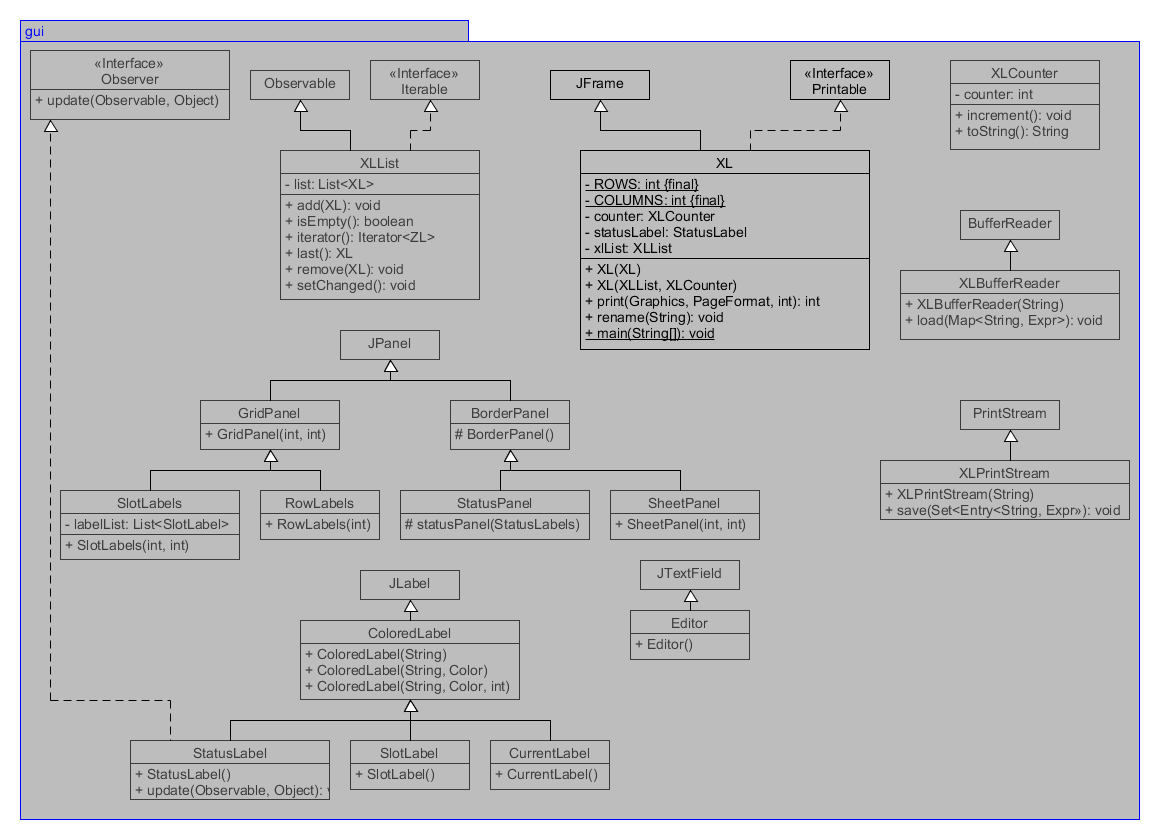 gui
«Interface»
Observer
+ update(Observable, Object)
Observable
«Interface»
Iterable
XLList
- list: List<XL>
+ add(XL): void
+ isEmpty(): boolean
+ iterator(): Iterator<ZL>
+ last(): XL
+ remove(XL): void
+ setChanged(): void
JFrame
«Interface»
Printable
XL
- ROWS: int {final}
- COLUMNS: int {final}
- counter: XLCounter
- statusLabel: StatusLabel
- xlList: XLList
+ XL(XL)
+ XL(XLList, XLCounter)
+ print(Graphics, PageFormat, int): int
+ rename(String): void
+ main(String[]): void
XLCounter
- counter: int
+ increment(): void
+ toString(): String
BufferReader
XLBufferReader
+ XLBufferReader(String)
+ load(Map<String, Expr>): void
JPanel
GridPanel
+ GridPanel(int, int)
BorderPanel
# BorderPanel()
PrintStream
XLPrintStream
+ XLPrintStream(String)
+ save(Set<Entry<String, Expr»): void
SlotLabels
- labelList: List<SlotLabel>
+ SlotLabels(int, int)
RowLabels
+ RowLabels(int)
StatusPanel
# statusPanel(StatusLabels)
SheetPanel
+ SheetPanel(int, int)
JLabel
ColoredLabel
+ ColoredLabel(String)
+ ColoredLabel(String, Color)
+ ColoredLabel(String, Color, int)
JTextField
Editor
+ Editor()
StatusLabel
+ StatusLabel()
+ update(Observable, Object):
SlotLabel
+ SlotLabel()
CurrentLabel
+ CurrentLabel()